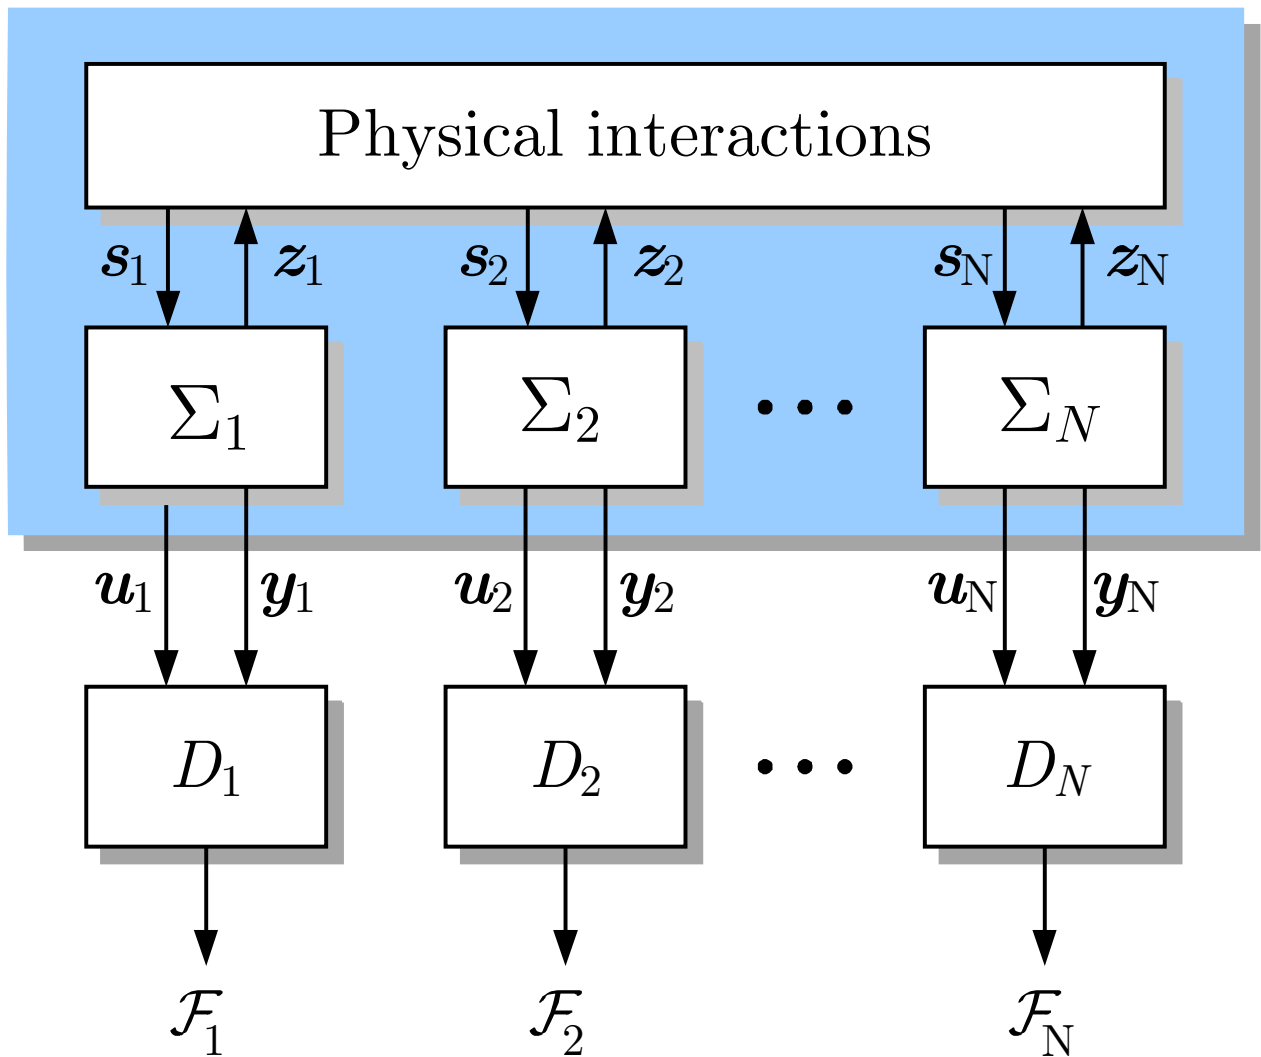 Physical interactions
s1 z1 s2 z2 sN zN
Σ1 Σ2 ··· ΣN
u1 y1 u2 y2 uN yN
D1 D2 ··· DN
ℱ1 ℱ2 ℱN